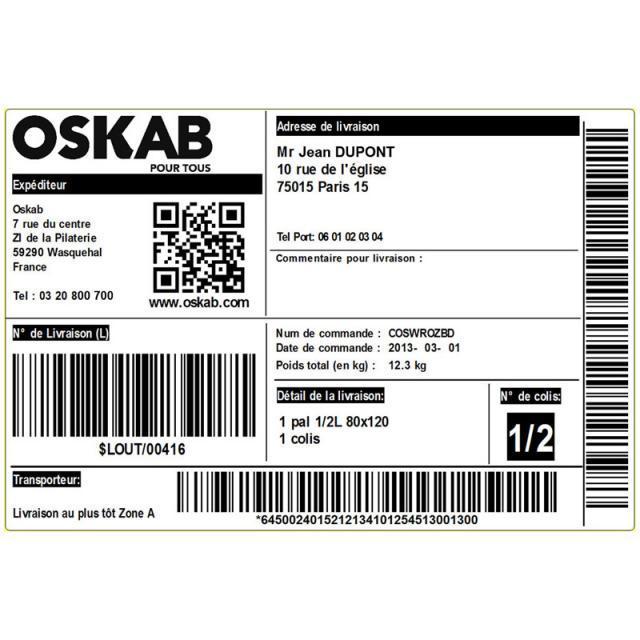 OSKAB
POUR TOUS
Expéditeur
Oskab
7 rue du centre
ZI de la Pilaterie
59290 Wasquehal
France
Tel : 03 20 800 700
www.oskab.com
Adresse de livraison
Mr Jean DUPONT
10 rue de l'église
75015 Paris 15
Tel Port: 06 01 02 03 04
Commentaire pour livraison :
N° de Livraison (L)
$LOUT/00416
Num de commande : COSWROZBD
Date de commande : 2013- 03- 01
Poids total (en kg) : 12.3 kg
Détail de la livraison:
1 pal 1/2L 80x120
1 colis
N° de colis:
1/2
Transporteur:
Livraison au plus tôt Zone A
*6450024015212134101254513001300